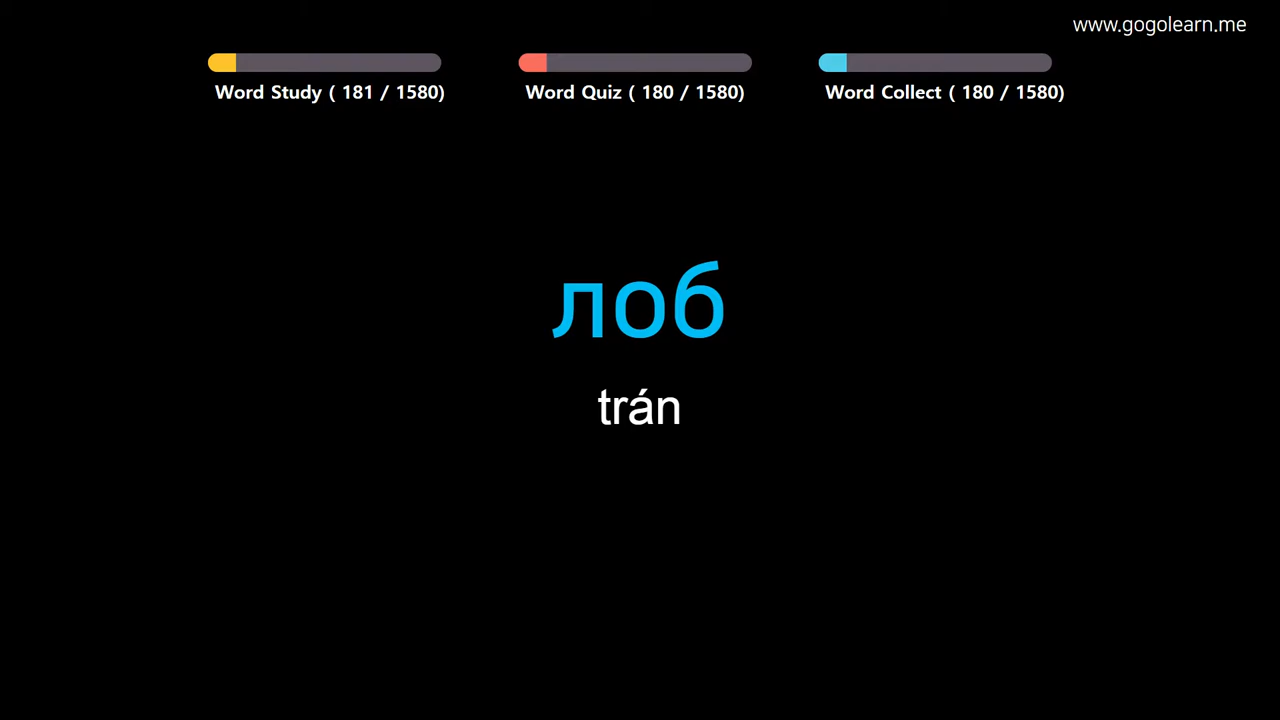 www.gogolearn.me
Word Study ( 181 / 1580)
Word Quiz ( 180 / 1580)
Word Collect ( 180 / 1580)
лоб
trán